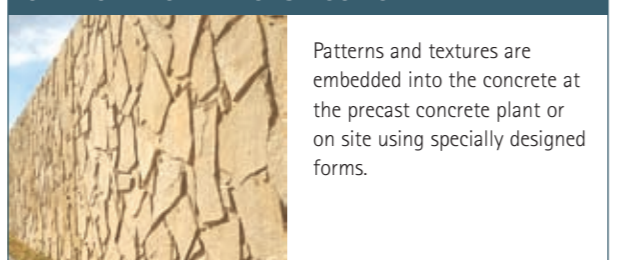 Patterns and textures are
embedded into the concrete at
the precast concrete plant or
on site using specially designed
forms.